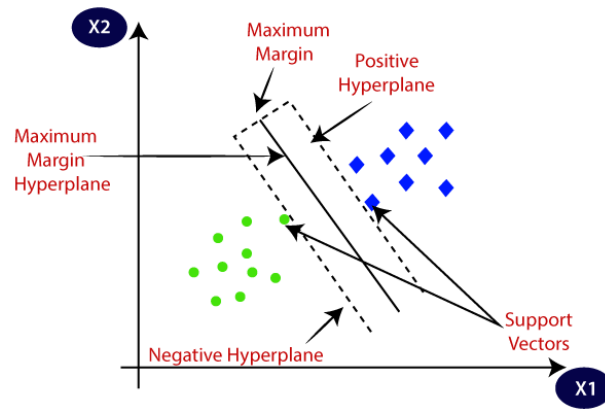 X2
Maximum
Margin
Positive
Hyperplane
Maximum
Margin
Hyperplane
Support
Vectors
Negative Hyperplane
X1